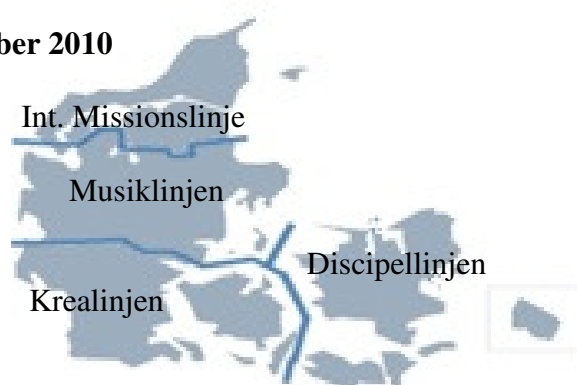 ber 2010
Int. Missionslinje
Musiklinjen
Discipellinjen
Krealinjen